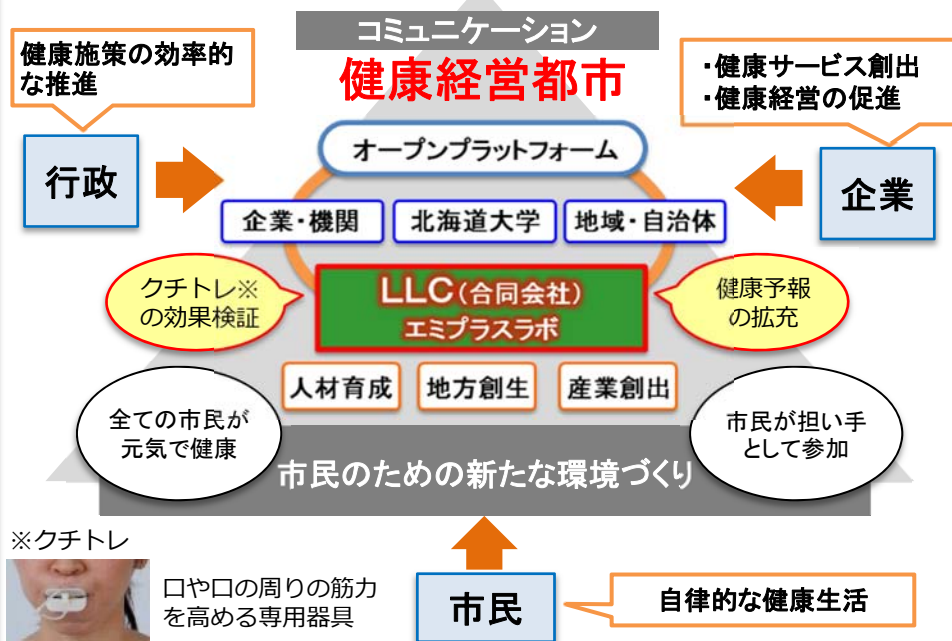 コミュニケーション
健康経営都市
健康施策の効率的
な推進
・健康サービス創出
・健康経営の促進
行政
企業
オープンプラットフォーム
企業・機関
北海道大学
地域・自治体
クチトレ※
の効果検証
LLC(合同会社)
エミプラスラボ
健康予報
の拡充
人材育成
地方創生
産業創出
全ての市民が
元気で健康
市民が担い手
として参加
市民のための新たな環境づくり
※クチトレ
口や口の周りの筋力
を高める専用器具
市民
自律的な健康生活